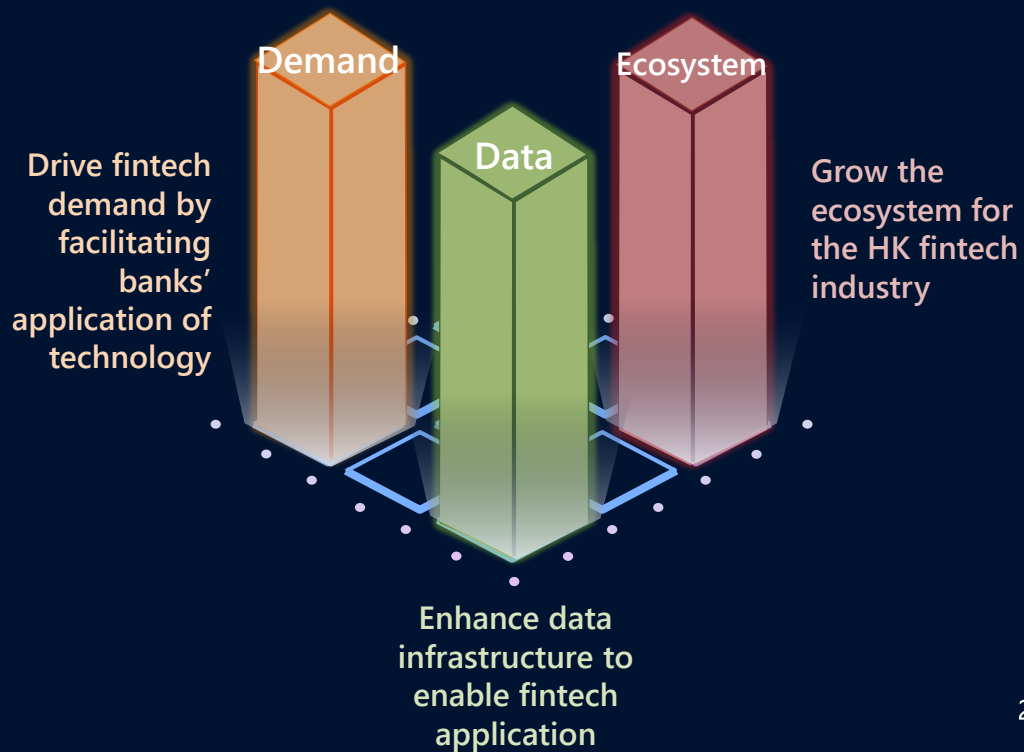 Demand
Ecosystem
Data
Drive fintech
demand by
facilitating
banks’
application of
technology
Grow the
ecosystem for
the HK fintech
industry
Enhance data
infrastructure to
enable fintech
application
2